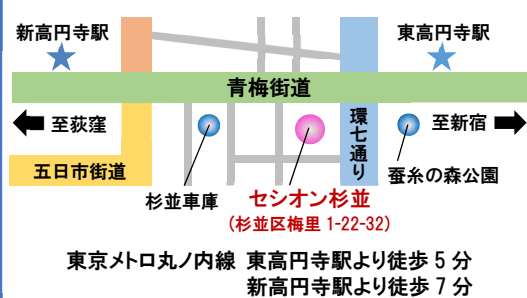 新高円寺駅
東高円寺駅
青梅街道
至荻窪
環七通り
至新宿
五日市街道
杉並車庫
セシオン杉並
(杉並区梅里 1-22-32)
蚕糸の森公園
東京メトロ丸ノ内線 東高円寺駅より徒歩 5 分
新高円寺駅より徒歩 7 分